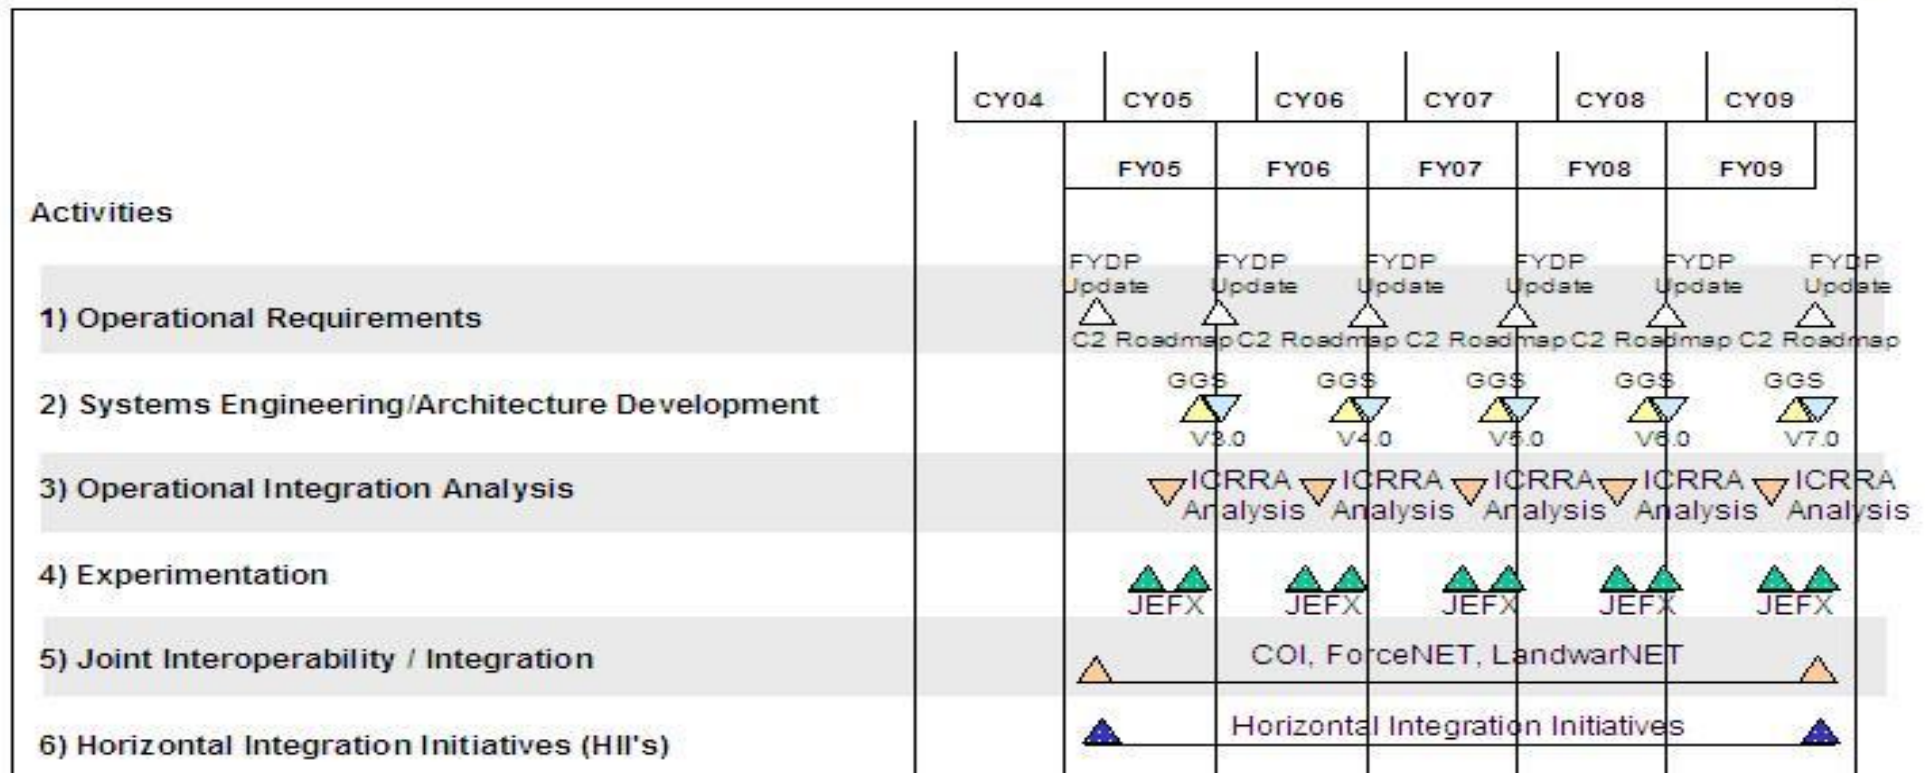 CY04 CY05 CY06 CY07 CY08 CY09
FY05 FY06 FY07 FY08 FY09
Activities
FYDP FYDP FYDP FYDP FYDP FYDP
Update Update Update Update Update Update
1) Operational Requirements
C2 Roadmap C2 Roadmap C2 Roadmap C2 Roadmap C2 Roadmap
GGS GGS GGS GGS GGS
2) Systems Engineering/Architecture Development
V3.0 V4.0 V5.0 V6.0 V7.0
3) Operational Integration Analysis
ICRRA ICRRA ICRRA ICRRA ICRRA
Analysis Analysis Analysis Analysis Analysis
4) Experimentation
JEFX JEFX JEFX JEFX JEFX
5) Joint Interoperability / Integration
COI, ForceNET, LandwarNET
6) Horizontal Integration Initiatives (HII's)
Horizontal Integration Initiatives